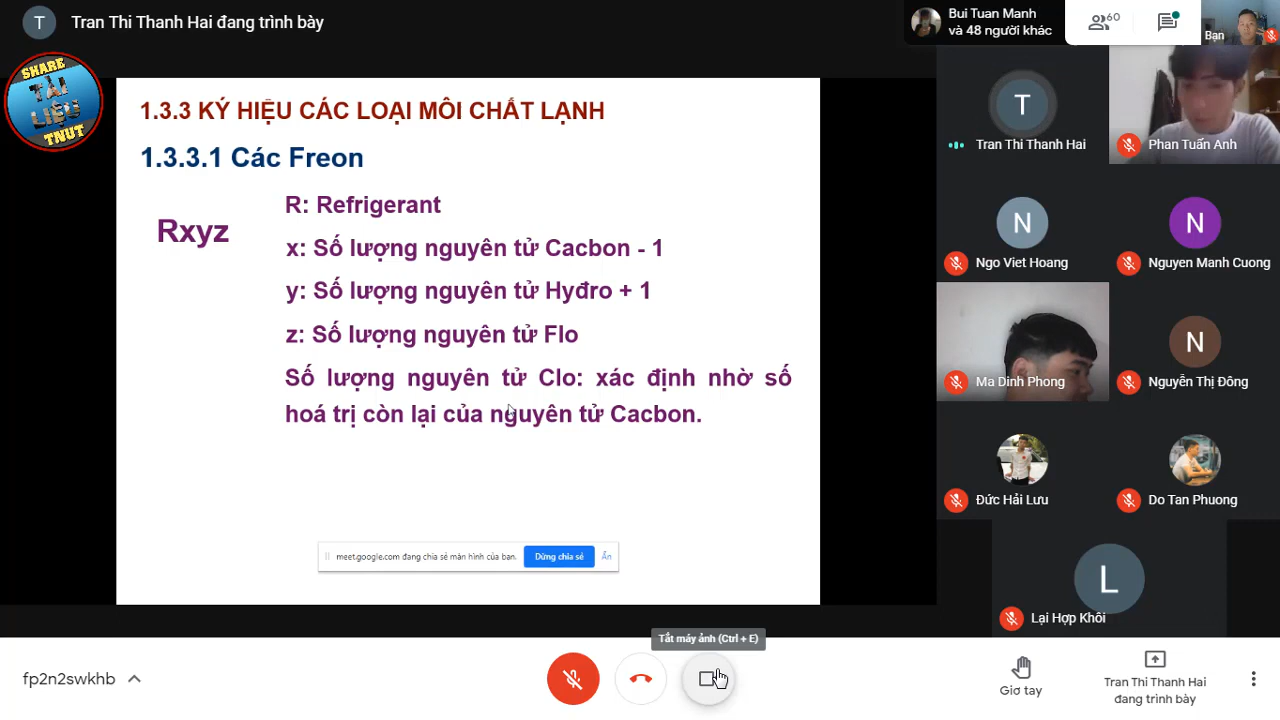 T
Tran Thi Thanh Hai đang trình bày
Bui Tuan Manh
và 48 người khác
60
Bạn
SHARE
TÀI
LIỆU
TNUT
1.3.3 KÝ HIỆU CÁC LOẠI MÔI CHẤT LẠNH
1.3.3.1 Các Freon
Rxyz
R: Refrigerant
x: Số lượng nguyên tử Cacbon - 1
y: Số lượng nguyên tử Hyđro + 1
z: Số lượng nguyên tử Flo
Số lượng nguyên tử Clo: xác định nhờ số
hoá trị còn lại của nguyên tử Cacbon.
meet.google.com đang chia sẻ màn hình của bạn.
Dừng chia sẻ
Ẩn
T
Tran Thi Thanh Hai
Phan Tuấn Anh
N
Ngo Viet Hoang
N
Nguyen Manh Cuong
Ma Dinh Phong
N
Nguyễn Thị Đông
Đức Hải Lưu
Do Tan Phuong
L
Lại Hợp Khôi
Tắt máy ảnh (Ctrl + E)
fp2n2swkhb
Giơ tay
Tran Thi Thanh Hai
đang trình bày